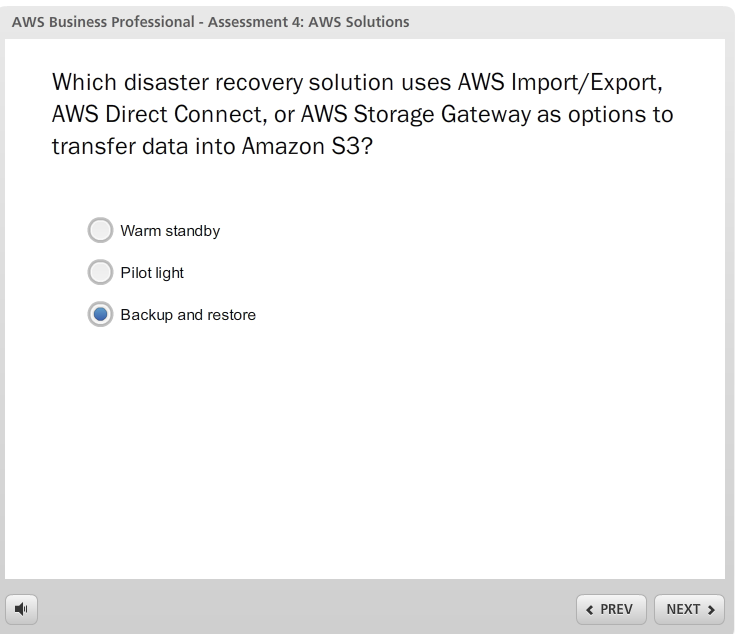 AWS Business Professional - Assessment 4: AWS Solutions
Which disaster recovery solution uses AWS Import/Export,
AWS Direct Connect, or AWS Storage Gateway as options to
transfer data into Amazon S3?
Warm standby
Pilot light
Backup and restore
PREV
NEXT